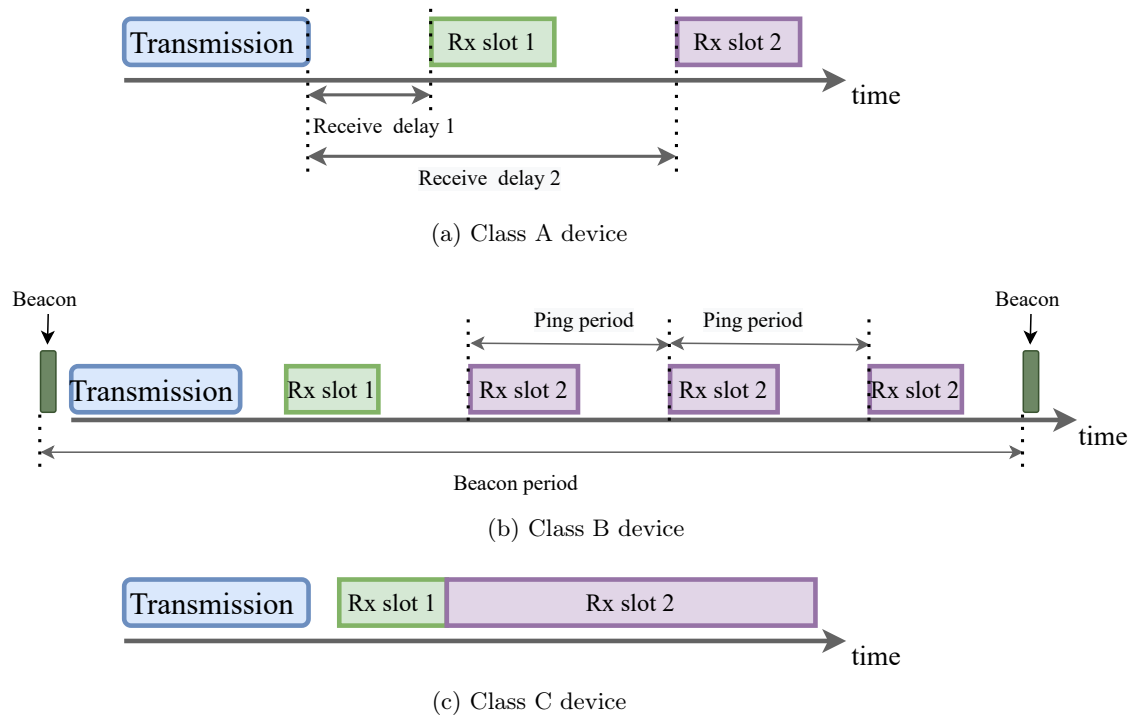 Transmission
Rx slot 1
Rx slot 2
time
Receive delay 1
Receive delay 2
(a) Class A device
Beacon
Beacon
Ping period
Ping period
Transmission
Rx slot 1
Rx slot 2
Rx slot 2
Rx slot 2
time
Beacon period
(b) Class B device
Transmission
Rx slot 1
Rx slot 2
time
(c) Class C device